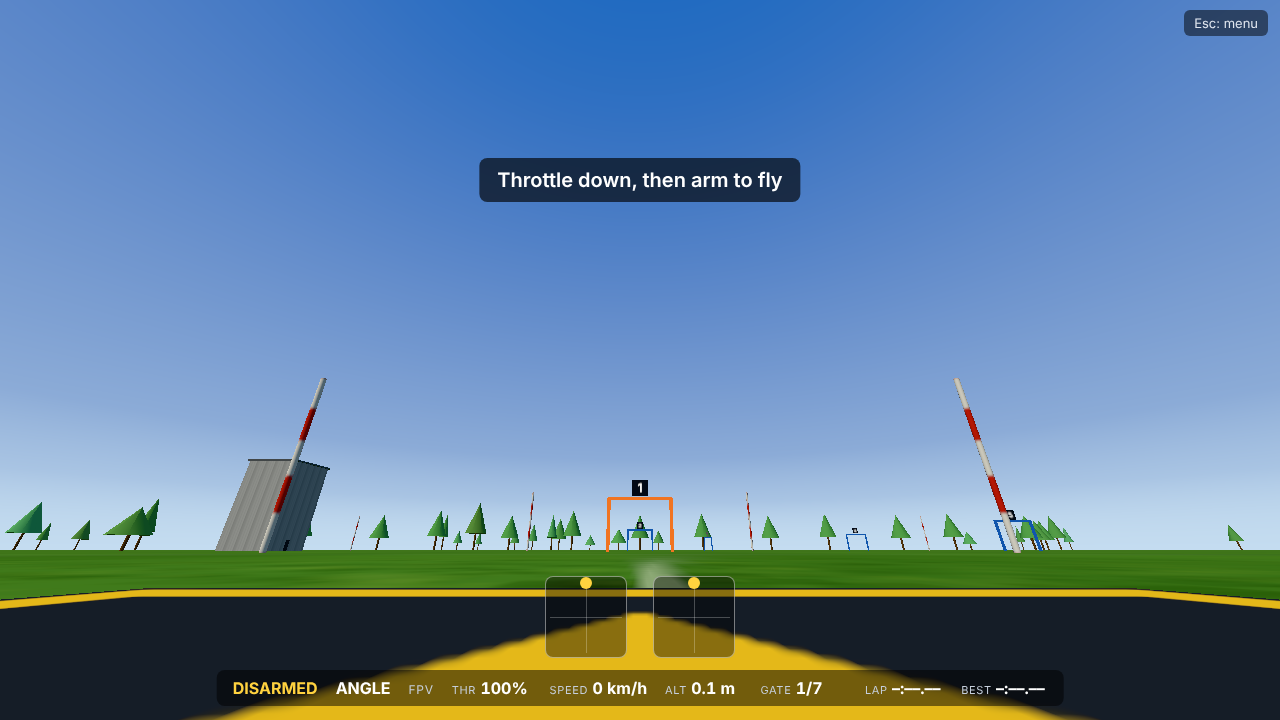 Esc: menu
Throttle down, then arm to fly
1
DISARMED ANGLE FPV THR 100% SPEED 0 km/h ALT 0.1 m GATE 1/7 LAP –:––.–– BEST –:––.––